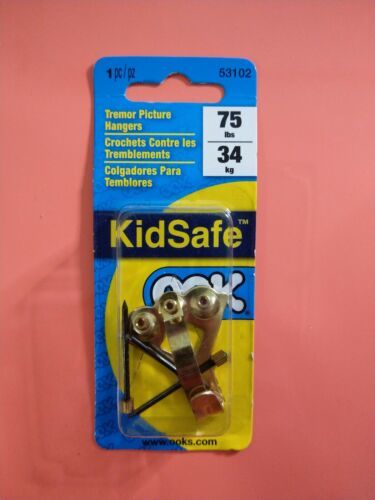 1 pc/pz 53102
Tremor Picture
Hangers
Crochets Contre les
Tremblements
Colgadores Para
Temblores
75
lbs
34
kg
KidSafe™
OOK®
www.ooks.com